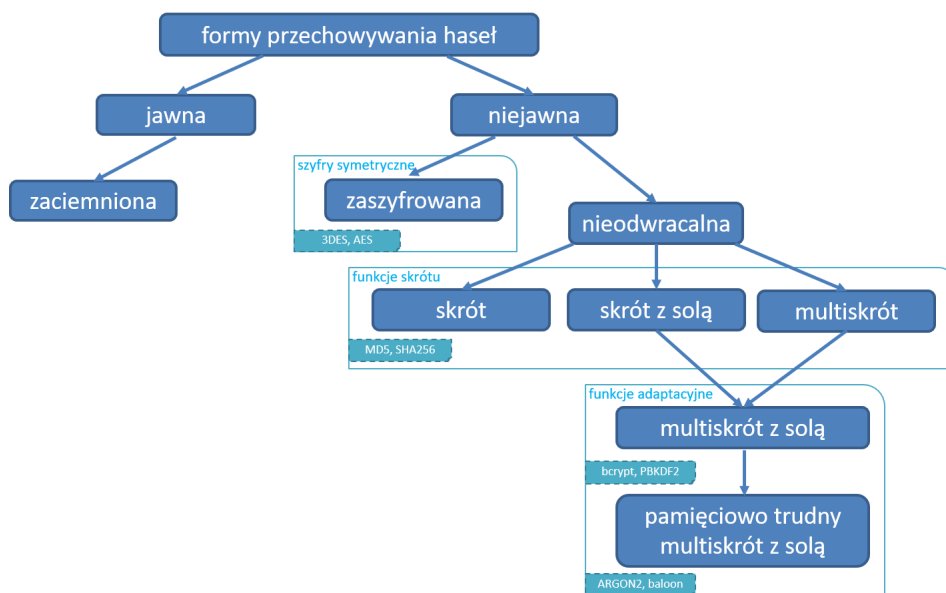 formy przechowywania haseł
jawna
niejawna
szyfry symetryczne
zaciemniona
zaszyfrowana
3DES, AES
nieodwracalna
funkcje skrótu
skrót
skrót z solą
multiskrót
MD5, SHA256
funkcje adaptacyjne
multiskrót z solą
bcrypt, PBKDF2
pamięciowo trudny
multiskrót z solą
ARGON2, baloon